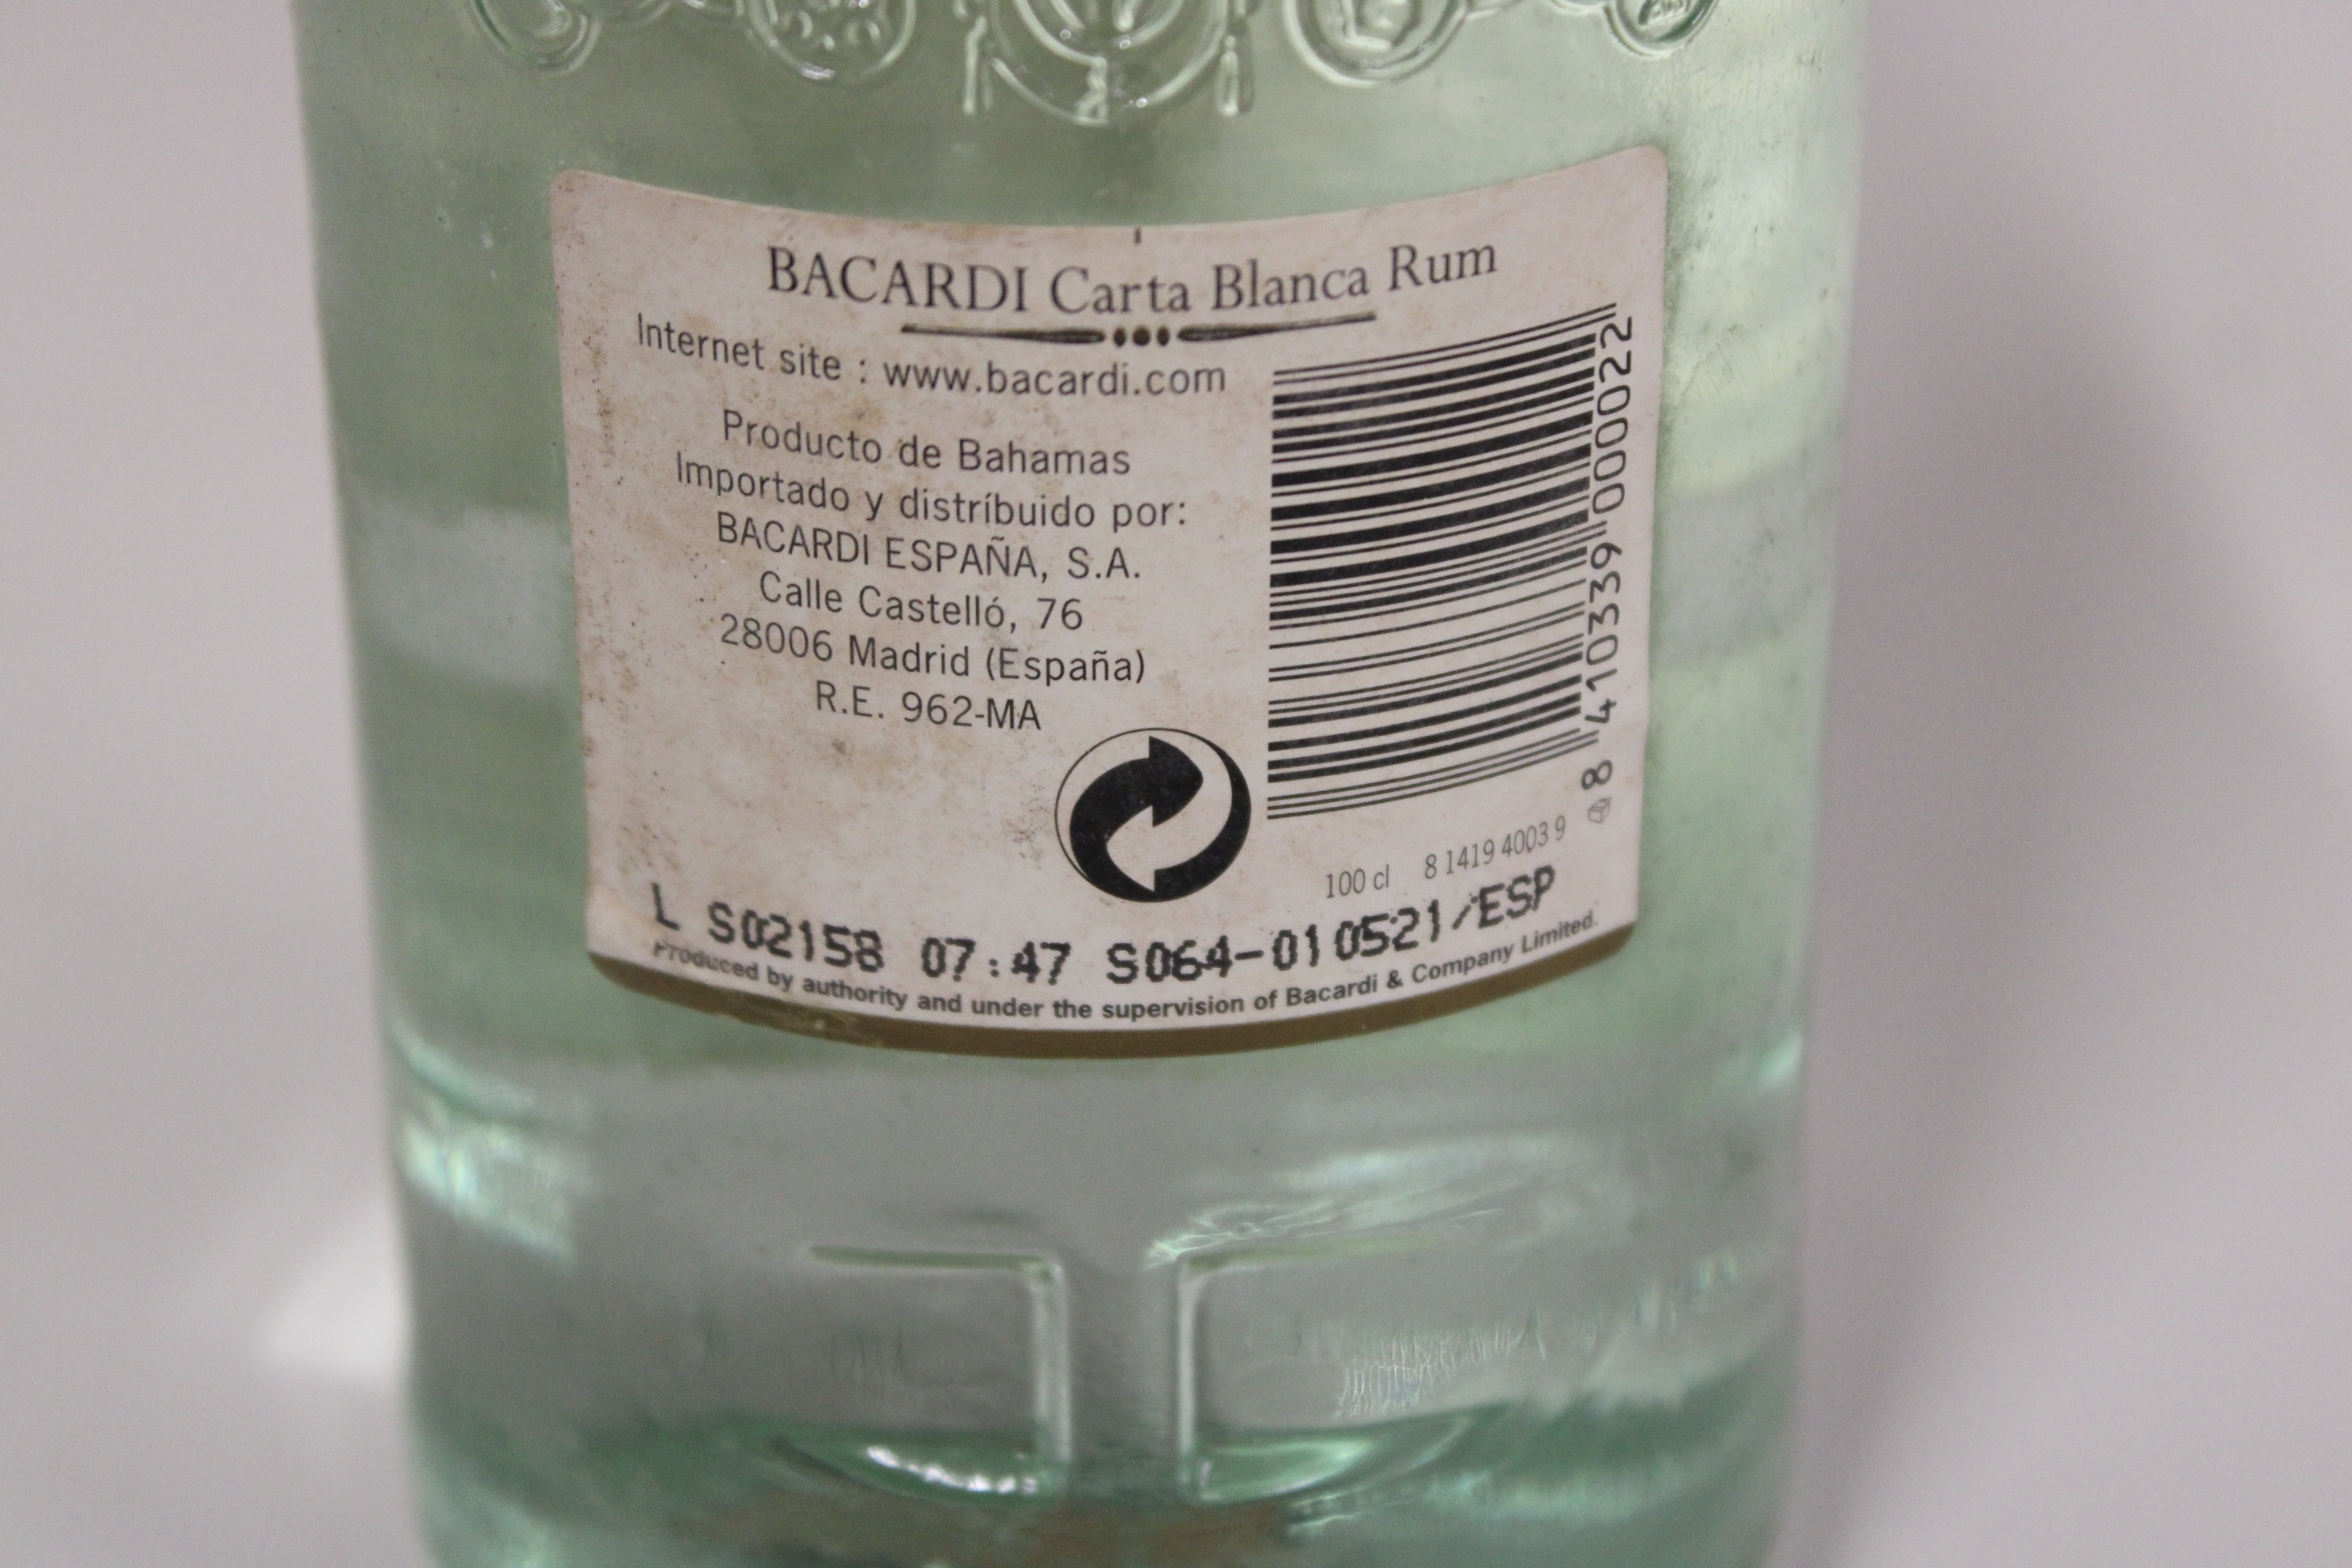 BACARDI Carta Blanca Rum
Internet site : www.bacardi.com
Producto de Bahamas
Importado y distríbuido por:
BACARDI ESPAÑA, S.A.
Calle Castelló, 76
28006 Madrid (España)
R.E. 962-MA
8 410339 000022
100 cl 8 1419 4003 9
L S02158 07:47 S064-010521/ESP
Produced by authority and under the supervision of Bacardi & Company Limited.